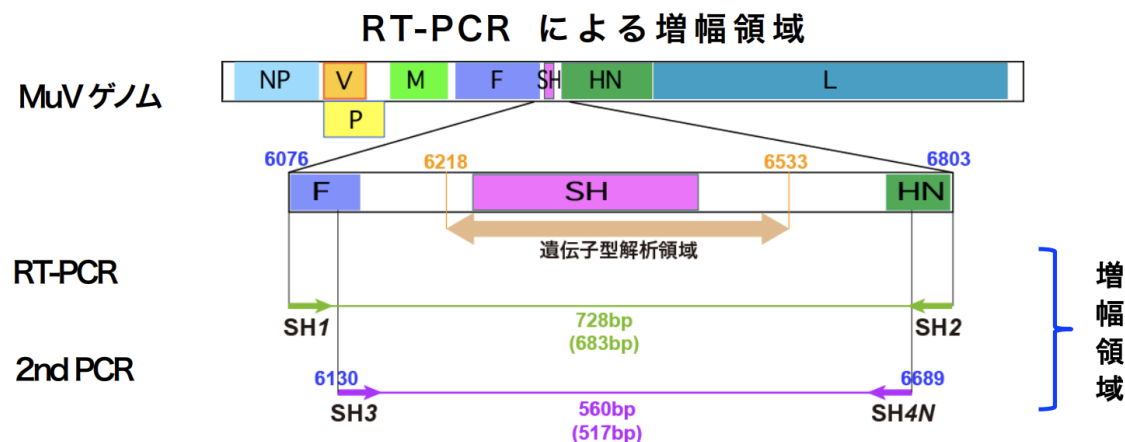 RT-PCR による増幅領域
MuV ゲノム
NP V M F SH HN L
P
6076 6218 6533 6803
F SH HN
遺伝子型解析領域
RT-PCR
SH1 728bp SH2
(683bp)
2nd PCR
6130 6689
SH3 560bp SH4N
(517bp)
増幅領域